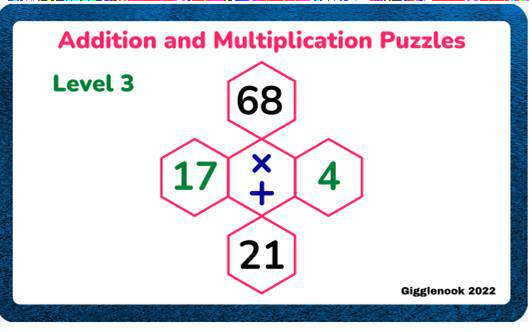 Addition and Multiplication Puzzles
Level 3
68
17 × 4
+
21
Gigglenook 2022